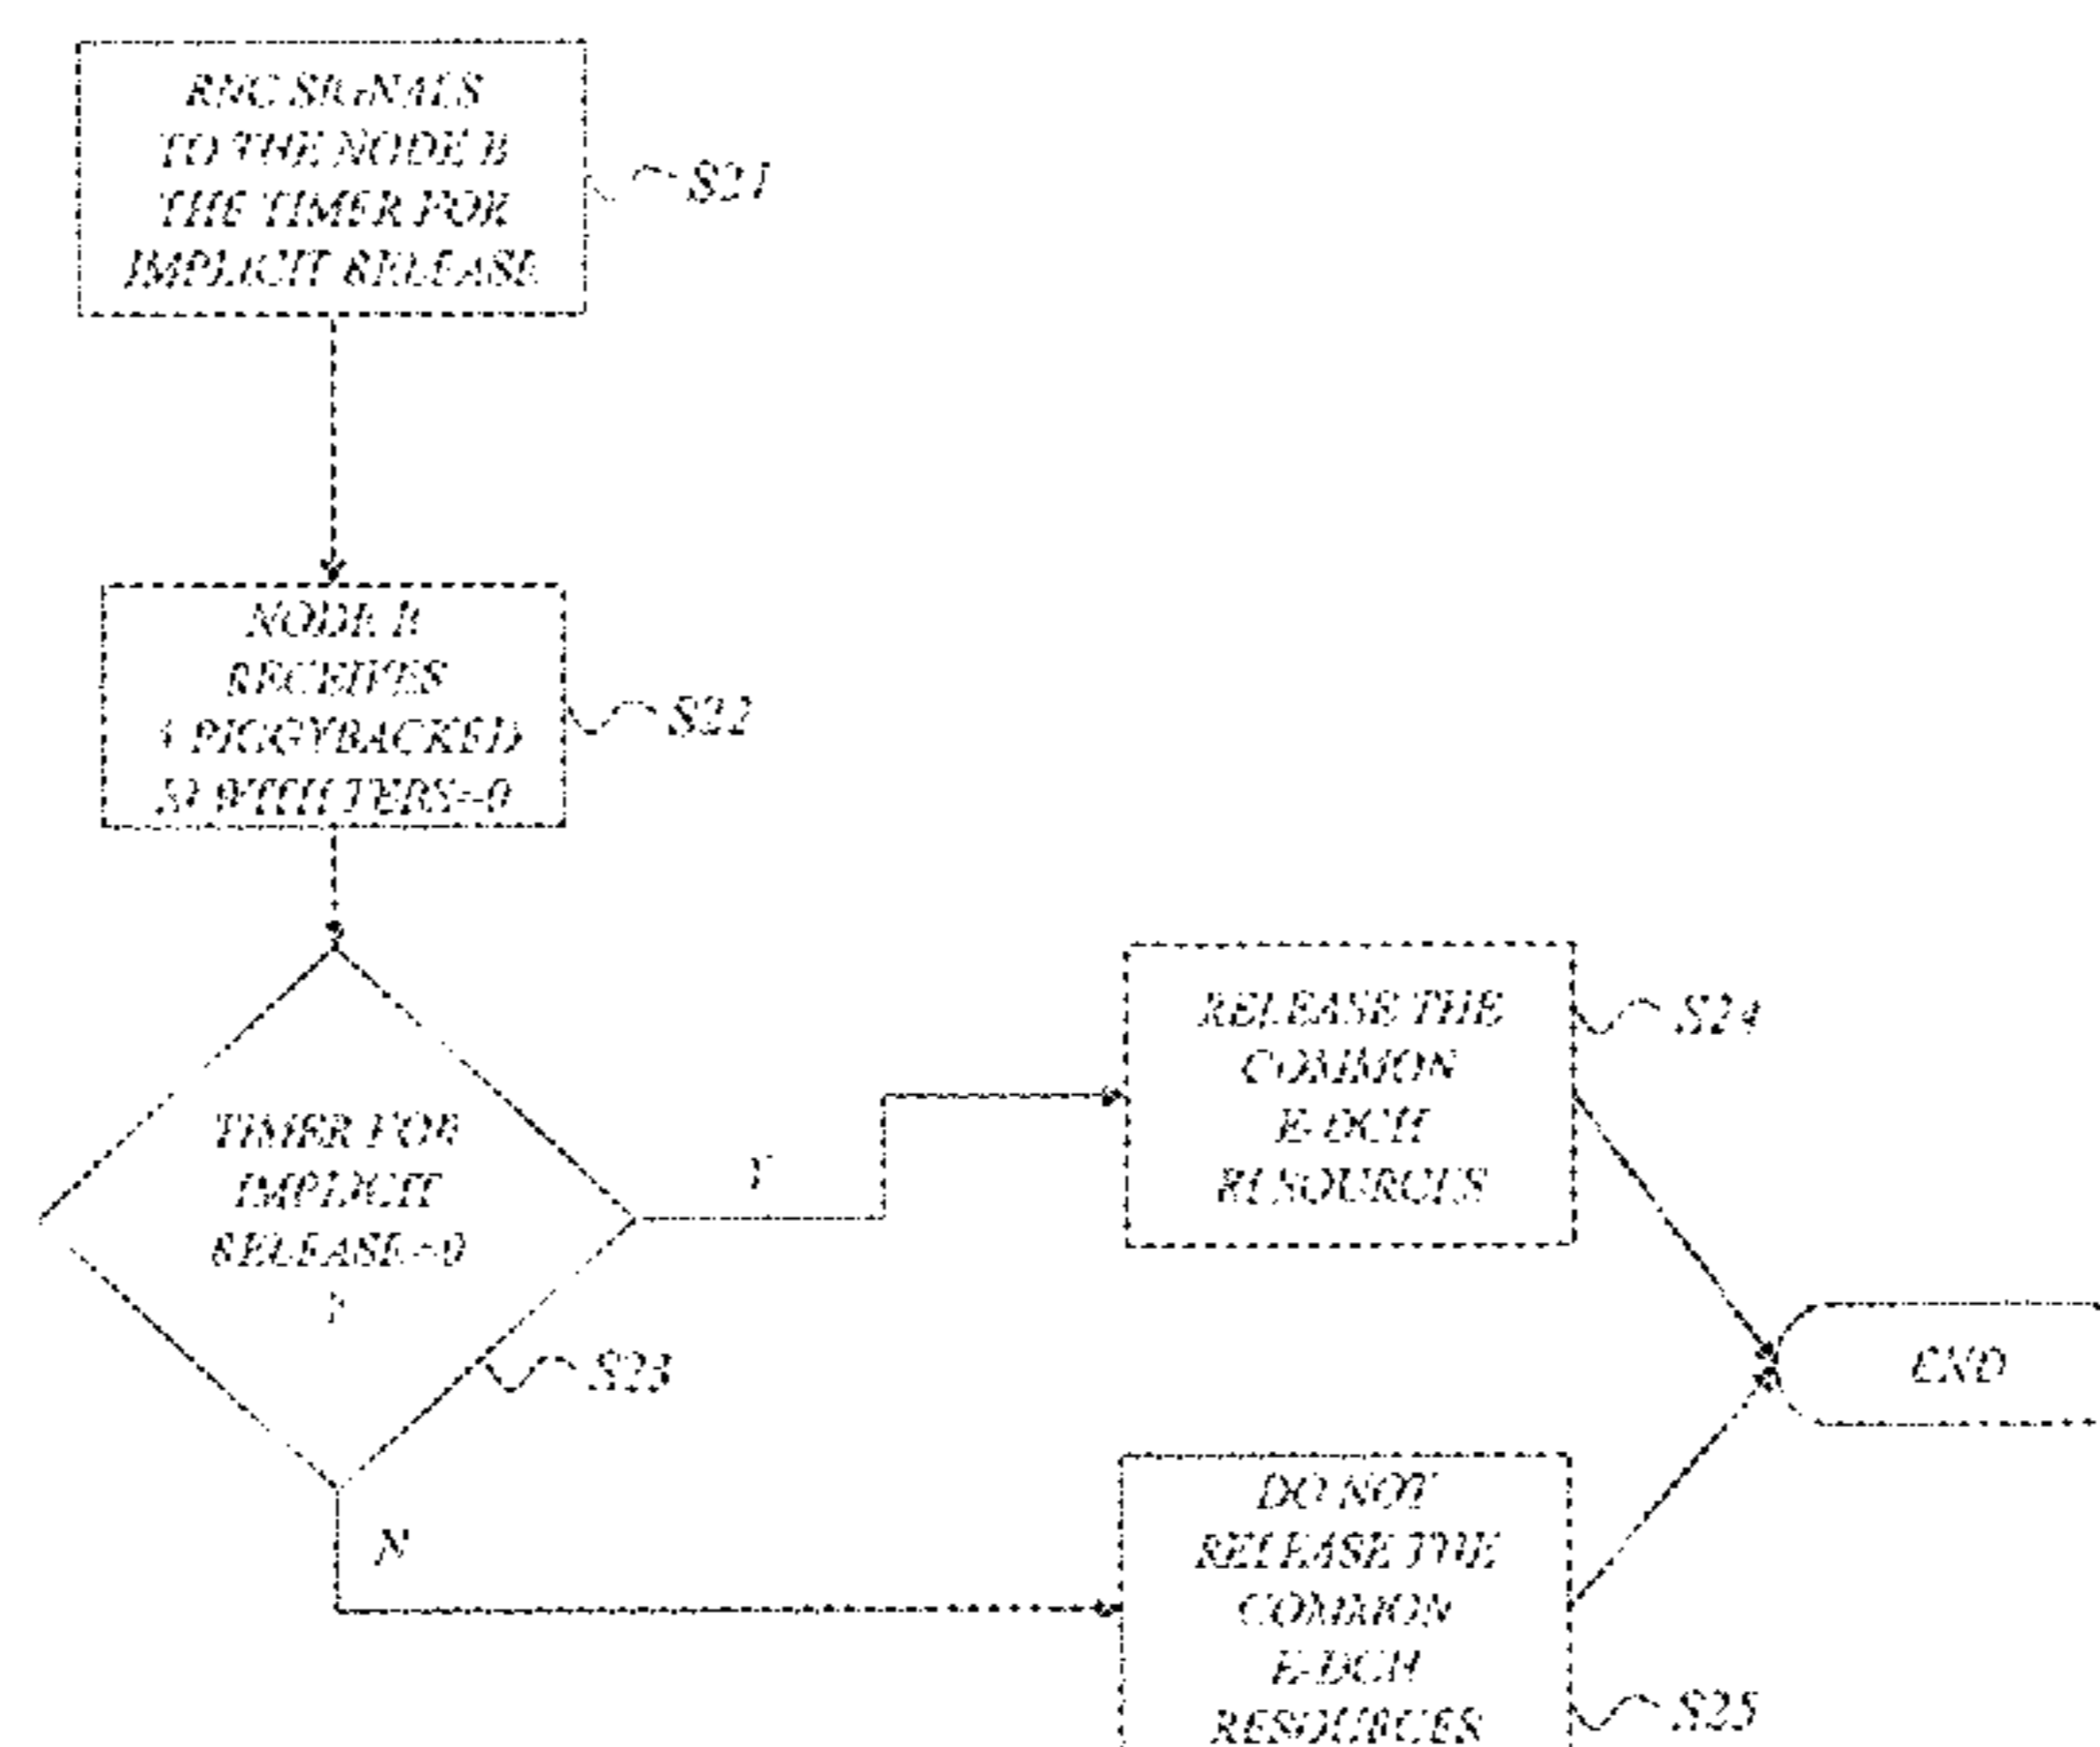 RNC SIGNALS
TO THE NODE B
THE TIMER FOR
IMPLICIT RELEASE
S21
NODE B
RECEIVES
PIGGYBACKED
SI WITH TEBS=0
S22
TIMER FOR
IMPLICIT
RELEASE=0
?
S23
Y
N
RELEASE THE
COMMON
E-DCH
RESOURCES
S24
DO NOT
RELEASE THE
COMMON
E-DCH
RESOURCES
S25
END